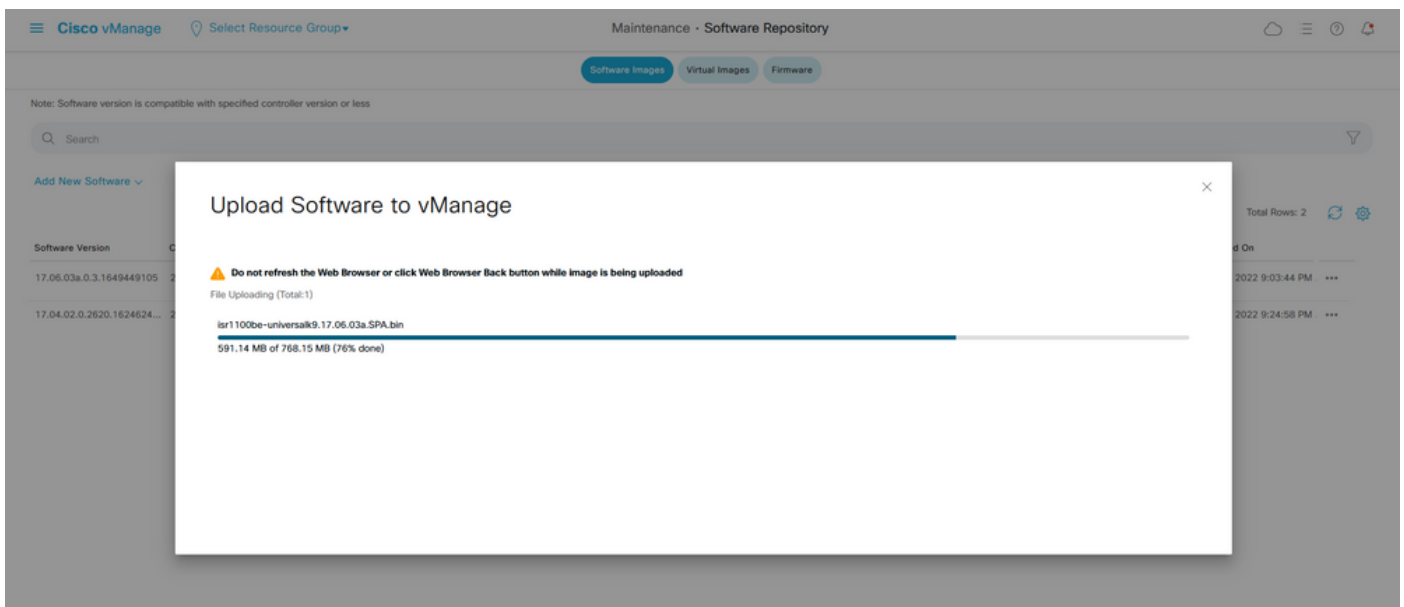 Cisco vManage Select Resource Group Maintenance · Software Repository
Software Images Virtual Images Firmware
Note: Software version is compatible with specified controller version or less
Search
Add New Software
Upload Software to vManage
Total Rows: 2
Software Version C d On
Do not refresh the Web Browser or click Web Browser Back button while image is being uploaded
17.06.03a.0.3.1649449105 2 2022 9:03:44 PM ...
File Uploading (Total:1)
17.04.02.0.2620.1624624... 2 2022 9:24:58 PM . ...
isr1100be-universalk9.17.06.03a.SPA.bin
591.14 MB of 768.15 MB (76% done)